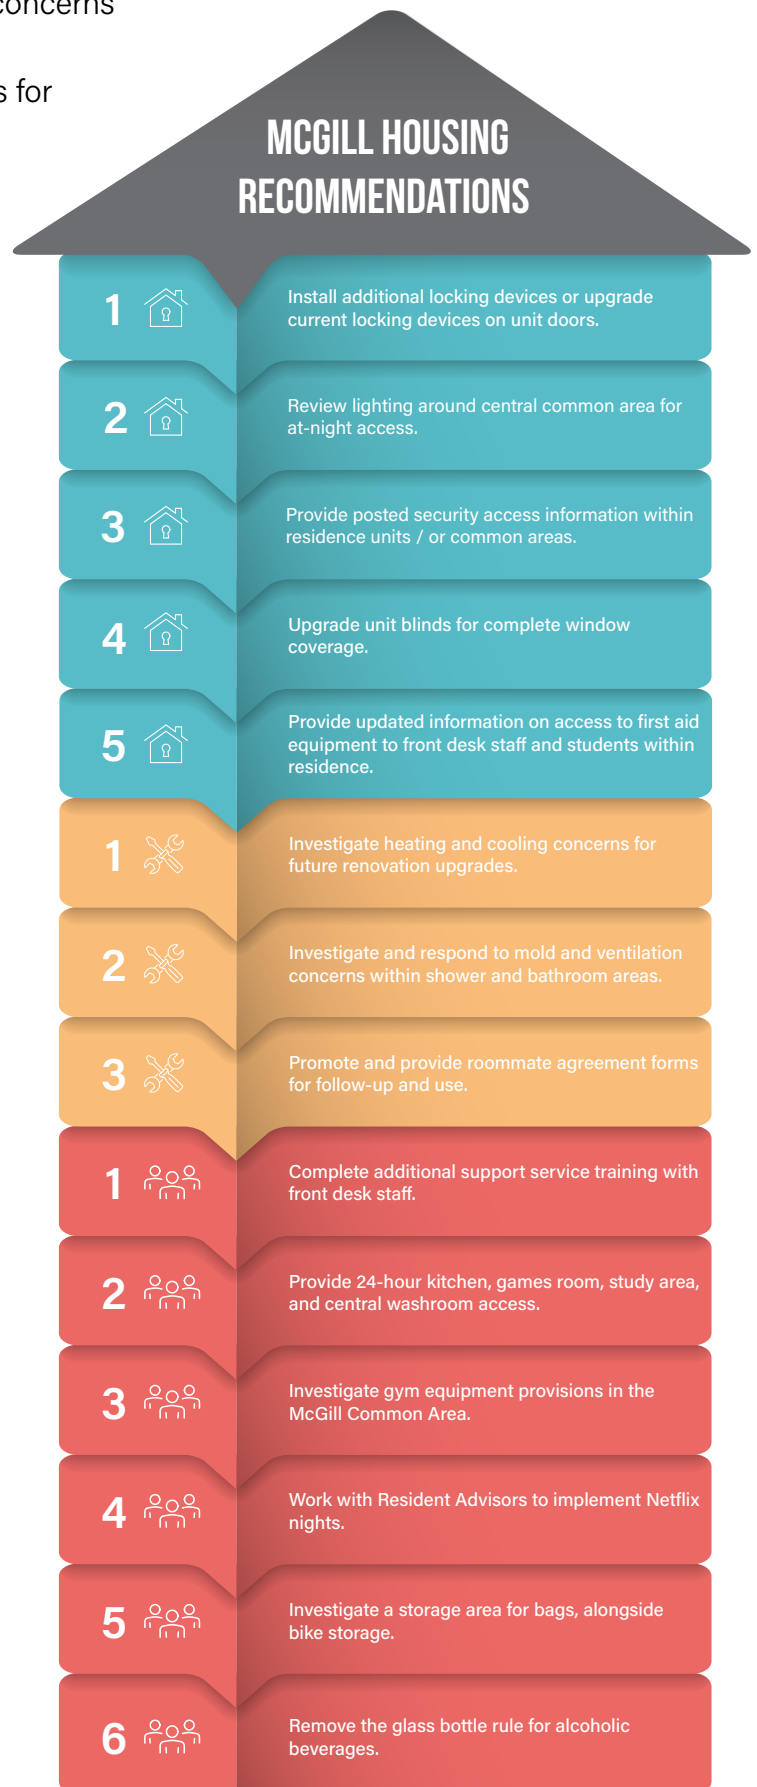 concerns
s for
MCGILL HOUSING
RECOMMENDATIONS
1
Install additional locking devices or upgrade
current locking devices on unit doors.
2
Review lighting around central common area for
at-night access.
3
Provide posted security access information within
residence units / or common areas.
4
Upgrade unit blinds for complete window
coverage.
5
Provide updated information on access to first aid
equipment to front desk staff and students within
residence.
1
Investigate heating and cooling concerns for
future renovation upgrades.
2
Investigate and respond to mold and ventilation
concerns within shower and bathroom areas.
3
Promote and provide roommate agreement forms
for follow-up and use.
1
Complete additional support service training with
front desk staff.
2
Provide 24-hour kitchen, games room, study area,
and central washroom access.
3
Investigate gym equipment provisions in the
McGill Common Area.
4
Work with Resident Advisors to implement Netflix
nights.
5
Investigate a storage area for bags, alongside
bike storage.
6
Remove the glass bottle rule for alcoholic
beverages.